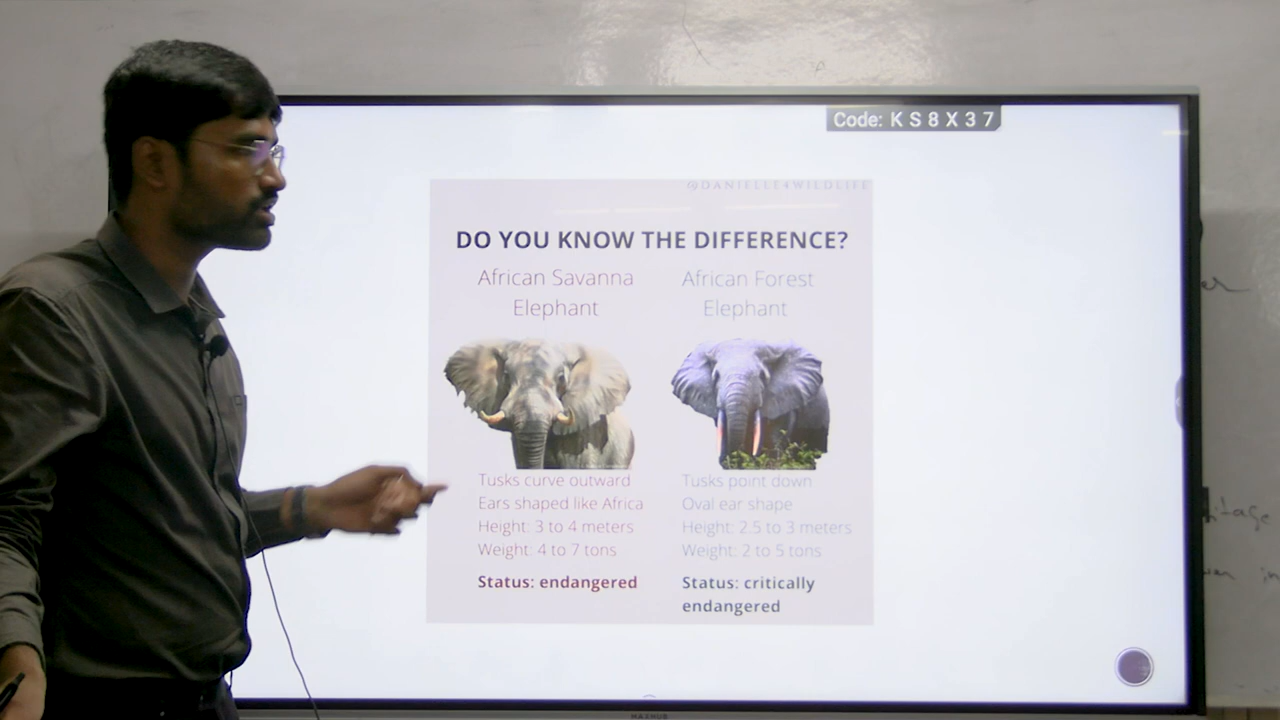 Code: K S 8 X 3 7
@DANIELLE4WILDLIFE
DO YOU KNOW THE DIFFERENCE?
African Savanna
Elephant
African Forest
Elephant
Tusks curve outward
Ears shaped like Africa
Height: 3 to 4 meters
Weight: 4 to 7 tons
Status: endangered
Tusks point down
Oval ear shape
Height: 2.5 to 3 meters
Weight: 2 to 5 tons
Status: critically
endangered
MAXHUB